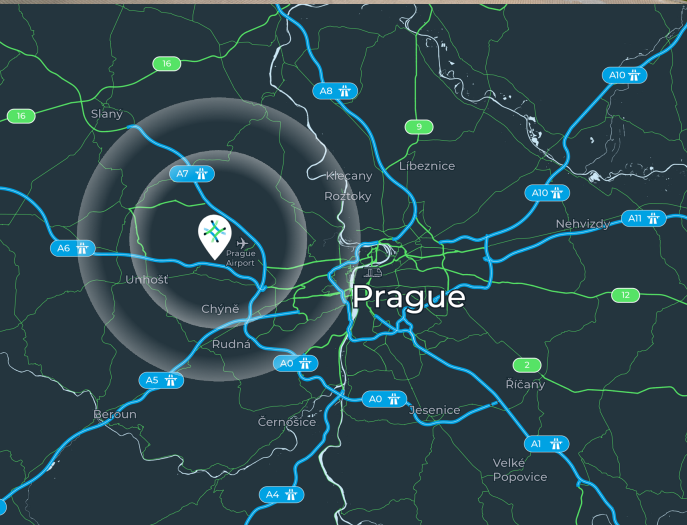 A10
16
A8
16
Slaný
9
Líbeznice
A7
Klecany
Roztoky
A10
A11
Nehvizdy
A6
Prague
Airport
Unhošť
Prague
12
Chýně
Rudná
A0
2
Říčany
A5
A0
Jesenice
Beroun
Černošice
A1
Velké
Popovice
A4